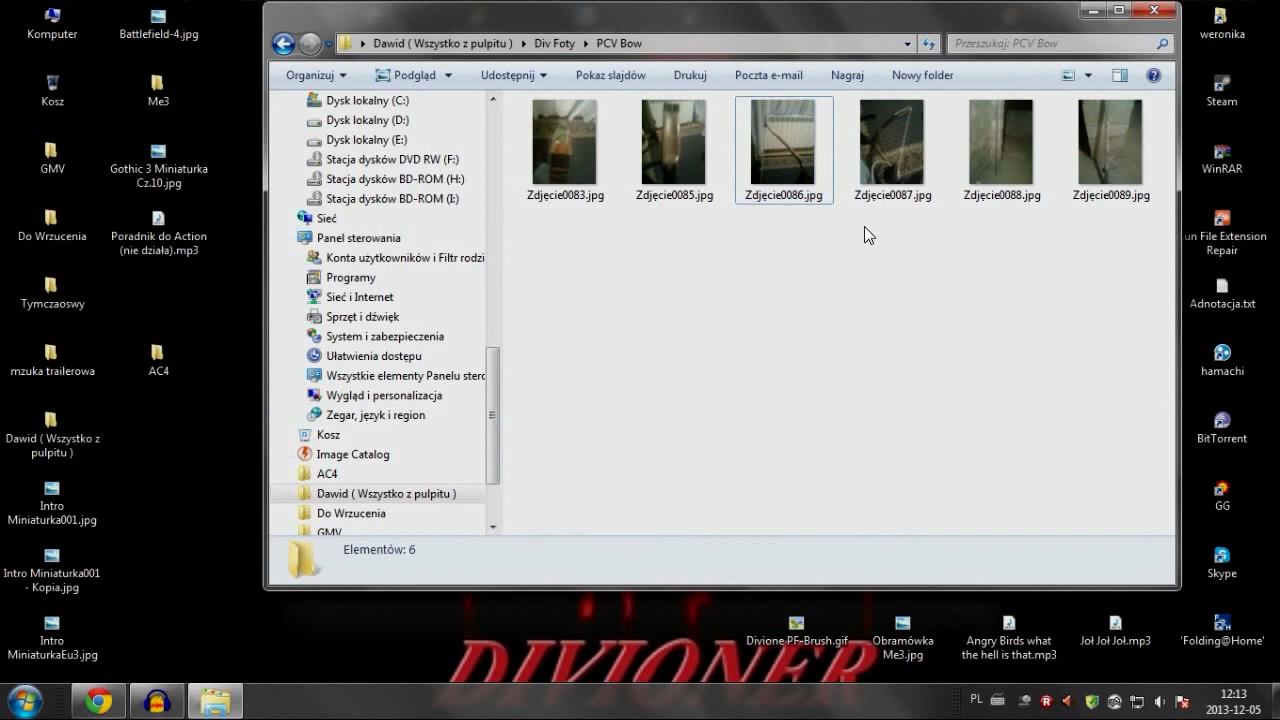 Komputer
Battlefield-4.jpg
Kosz
Me3
GMV
Gothic 3 Miniaturka
Cz.10.jpg
Do Wrzucenia
Poradnik do Action
(nie działa).mp3
Tymczaoswy
mzuka trailerowa
AC4
Dawid ( Wszystko z
pulpitu )
Intro
Miniaturka001.jpg
Intro Miniaturka001
- Kopia.jpg
Intro
MiniaturkaEu3.jpg
Dawid ( Wszystko z pulpitu )
Div Foty
PCV Bow
Przeszukaj: PCV Bow
Organizuj
Podgląd
Udostępnij
Pokaz slajdów
Drukuj
Poczta e-mail
Nagraj
Nowy folder
Dysk lokalny (C:)
Dysk lokalny (D:)
Dysk lokalny (E:)
Stacja dysków DVD RW (F:)
Stacja dysków BD-ROM (H:)
Stacja dysków BD-ROM (I:)
Sieć
Panel sterowania
Konta użytkowników i Filtr rodzi
Programy
Sieć i Internet
Sprzęt i dźwięk
System i zabezpieczenia
Ułatwienia dostępu
Wszystkie elementy Panelu stero
Wygląd i personalizacja
Zegar, język i region
Kosz
Image Catalog
AC4
Dawid ( Wszystko z pulpitu )
Do Wrzucenia
GMV
Zdjęcie0083.jpg
Zdjęcie0085.jpg
Zdjęcie0086.jpg
Zdjęcie0087.jpg
Zdjęcie0088.jpg
Zdjęcie0089.jpg
Elementów: 6
weronika
Steam
WinRAR
un File Extension
Repair
Adnotacja.txt
hamachi
BitTorrent
GG
Skype
'Folding@Home'
Divione PF-Brush.gif
Obramówka
Me3.jpg
Angry Birds what
the hell is that.mp3
Joł Joł Joł.mp3
DIVIONER
PL
12:13
2013-12-05